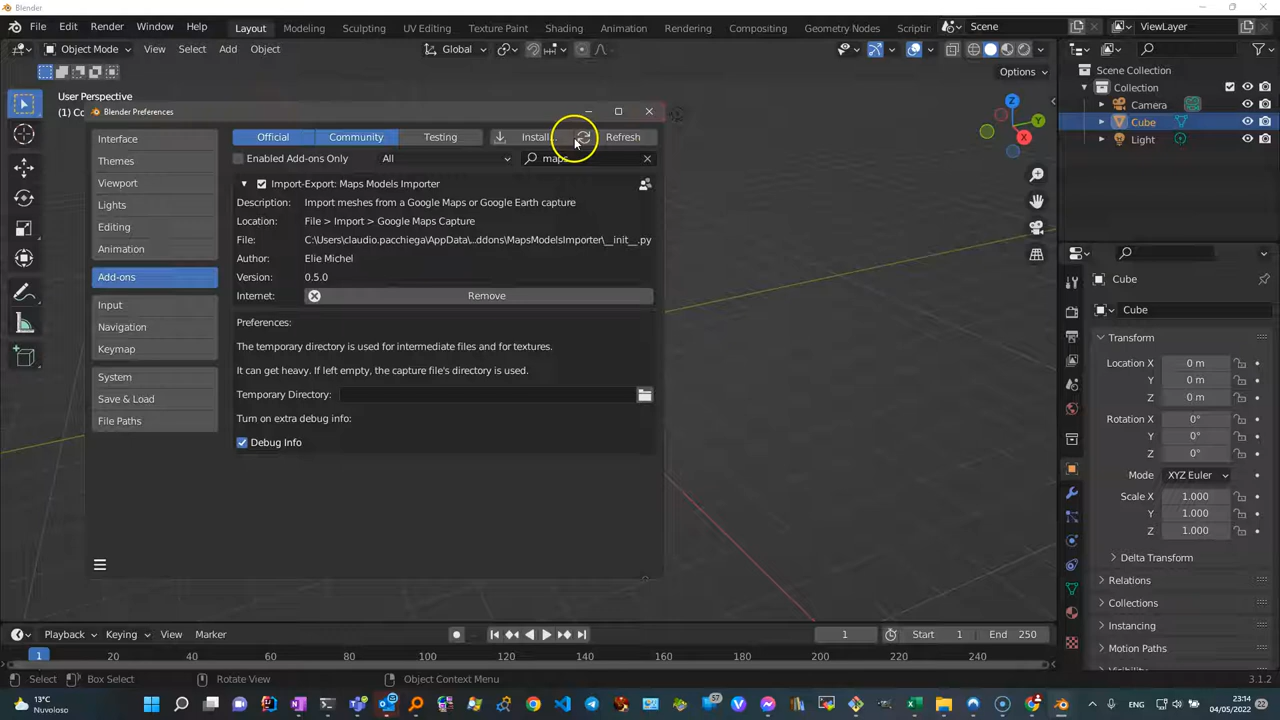 Blender
File Edit Render Window Help Layout Modeling Sculpting UV Editing Texture Paint Shading Animation Rendering Compositing Geometry Nodes Scriptin Scene ViewLayer
Object Mode View Select Add Object Global
Options
User Perspective
(1) Co
Blender Preferences
Interface
Themes
Viewport
Lights
Editing
Animation
Add-ons
Input
Navigation
Keymap
System
Save & Load
File Paths
Official Community Testing Install Refresh
Enabled Add-ons Only All maps
Import-Export: Maps Models Importer
Description: Import meshes from a Google Maps or Google Earth capture
Location: File > Import > Google Maps Capture
File: C:\Users\claudio.pacchiega\AppData\..ddons\MapsModelsImporter\__init__.py
Author: Elie Michel
Version: 0.5.0
Internet: Remove
Preferences:
The temporary directory is used for intermediate files and for textures.
It can get heavy. If left empty, the capture file's directory is used.
Temporary Directory:
Turn on extra debug info:
Debug Info
Z
Y
X
Scene Collection
Collection
Camera
Cube
Light
Cube
Cube
Transform
Location X 0 m
Y 0 m
Z 0 m
Rotation X 0°
Y 0°
Z 0°
Mode XYZ Euler
Scale X 1.000
Y 1.000
Z 1.000
Delta Transform
Relations
Collections
Instancing
Motion Paths
Playback Keying View Marker 1 Start 1 End 250
1 20 40 60 80 100 120 140 160 180 200 220 240
Select Box Select Rotate View Object Context Menu 3.1.2
13°C
Nuvoloso
57
ENG
23:14
04/05/2022